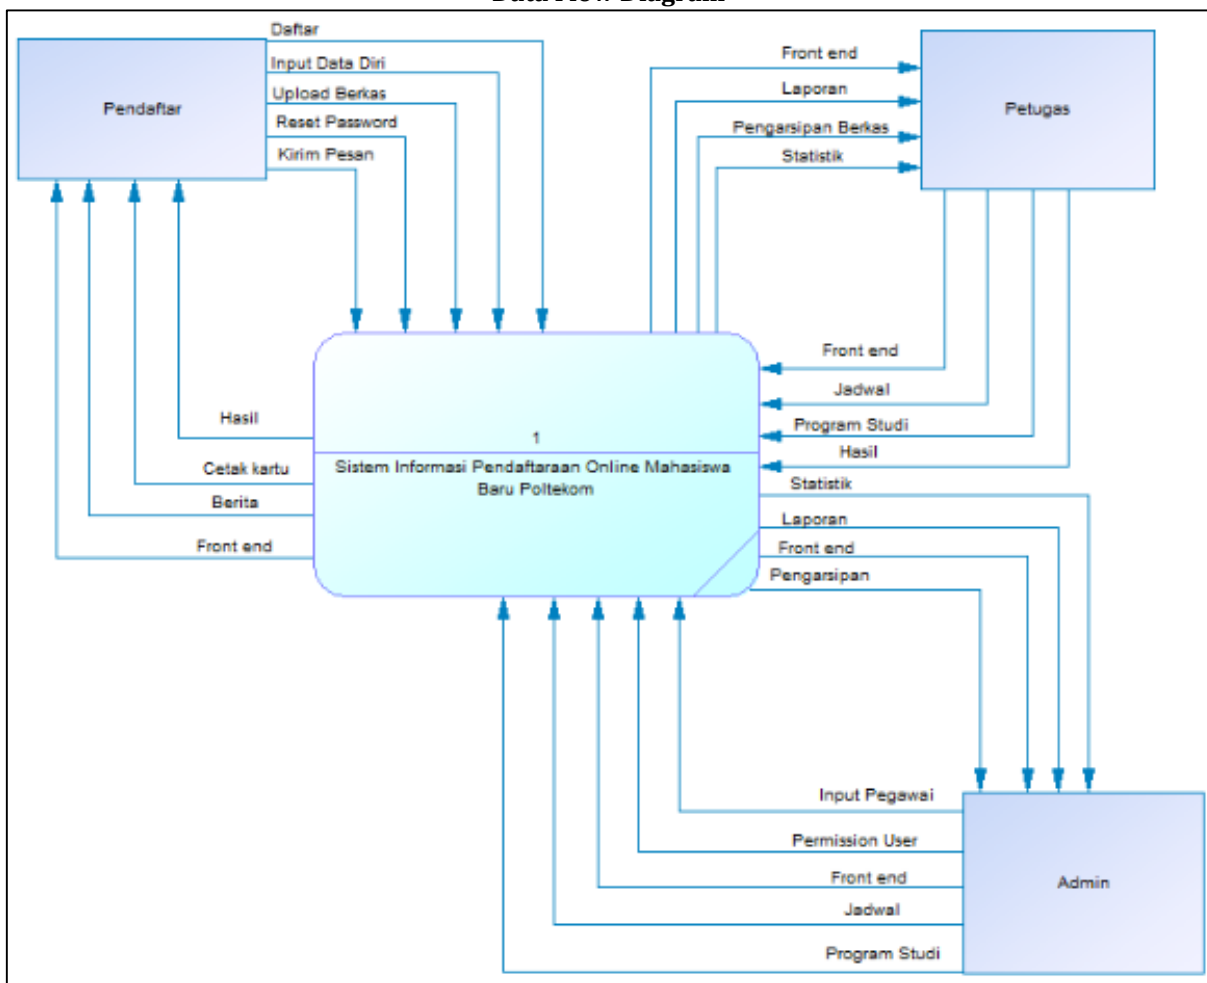 Data Flow Diagram
Daftar
Input Data Diri
Upload Berkas
Reset Password
Kirim Pesan
Pendaftar
Front end
Laporan
Pengarsipan Berkas
Statistik
Petugas
Front end
Jadwal
Program Studi
Hasil
Hasil
Cetak kartu
Berita
Front end
1
Sistem Informasi Pendaftaraan Online Mahasiswa
Baru Poltekom
Statistik
Laporan
Front end
Pengarsipan
Input Pegawai
Permission User
Front end
Jadwal
Program Studi
Admin